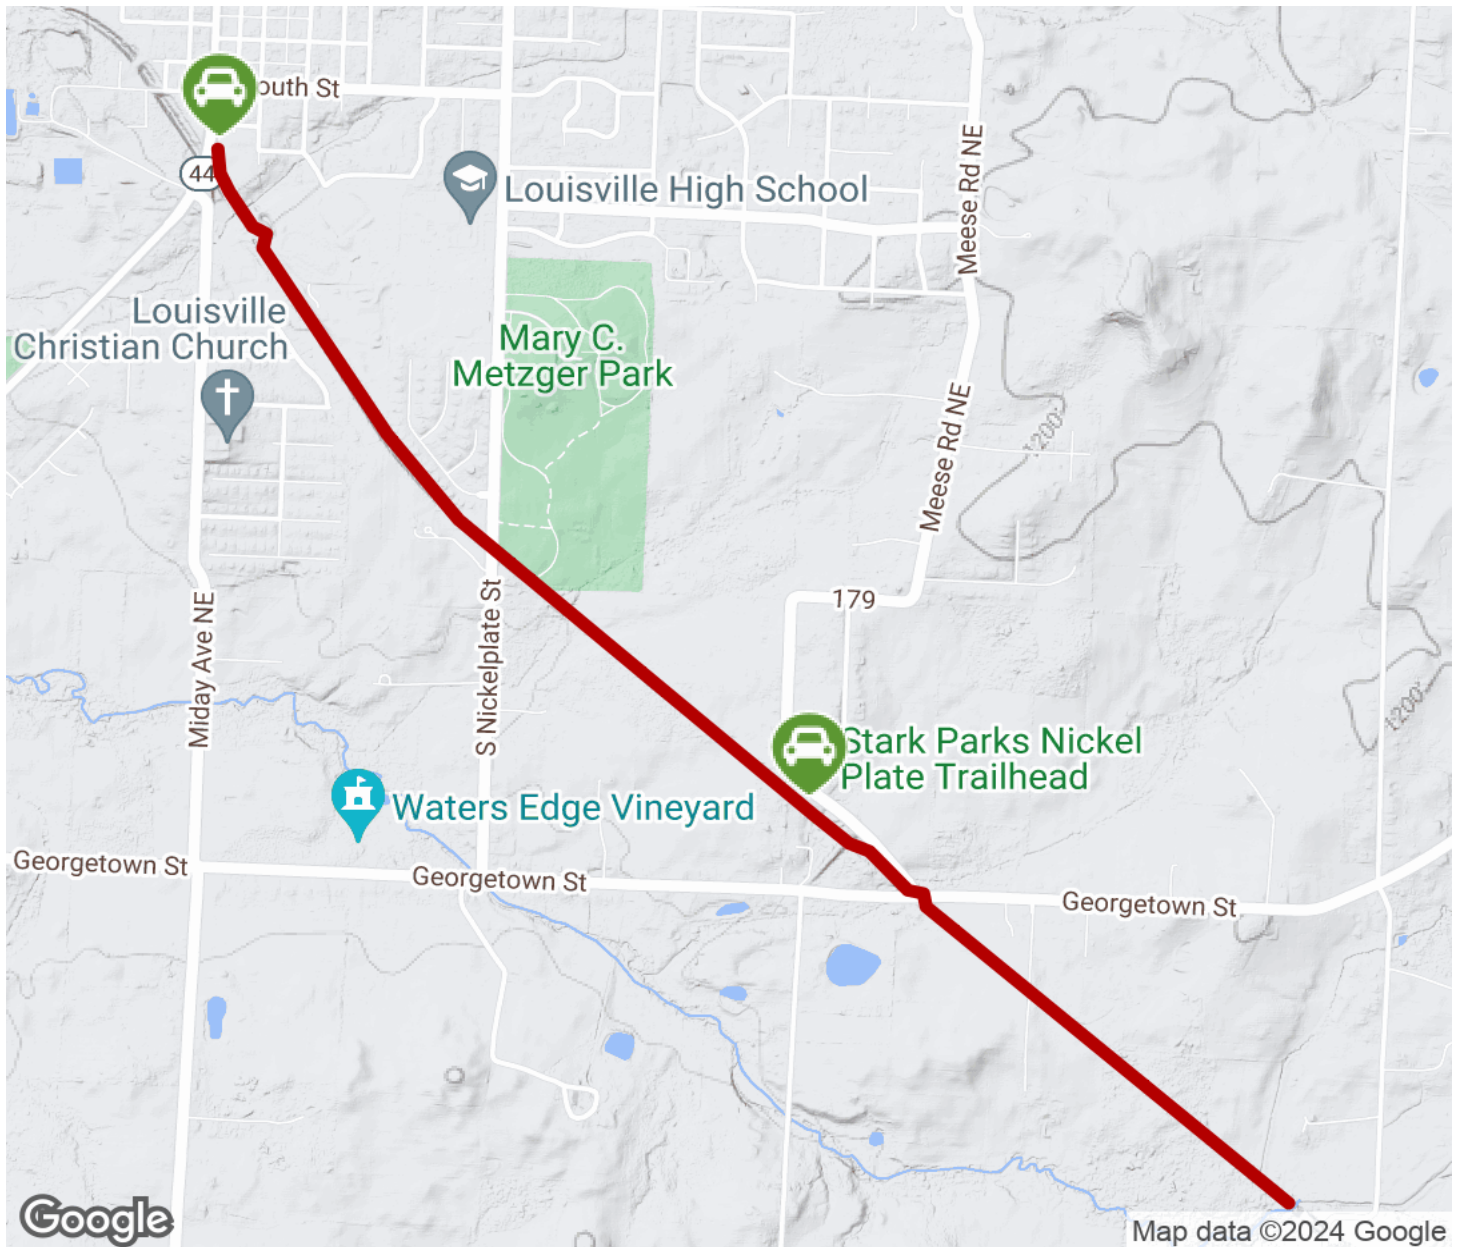 outh St
44
Louisville High School
Meese Rd NE
Louisville
Christian Church
Mary C.
Metzger Park
1200'
Meese Rd NE
179
Miday Ave NE
S Nickelplate St
1200'
Stark Parks Nickel
Plate Trailhead
Waters Edge Vineyard
Georgetown St
Georgetown St
Georgetown St
Google
Map data ©2024 Google